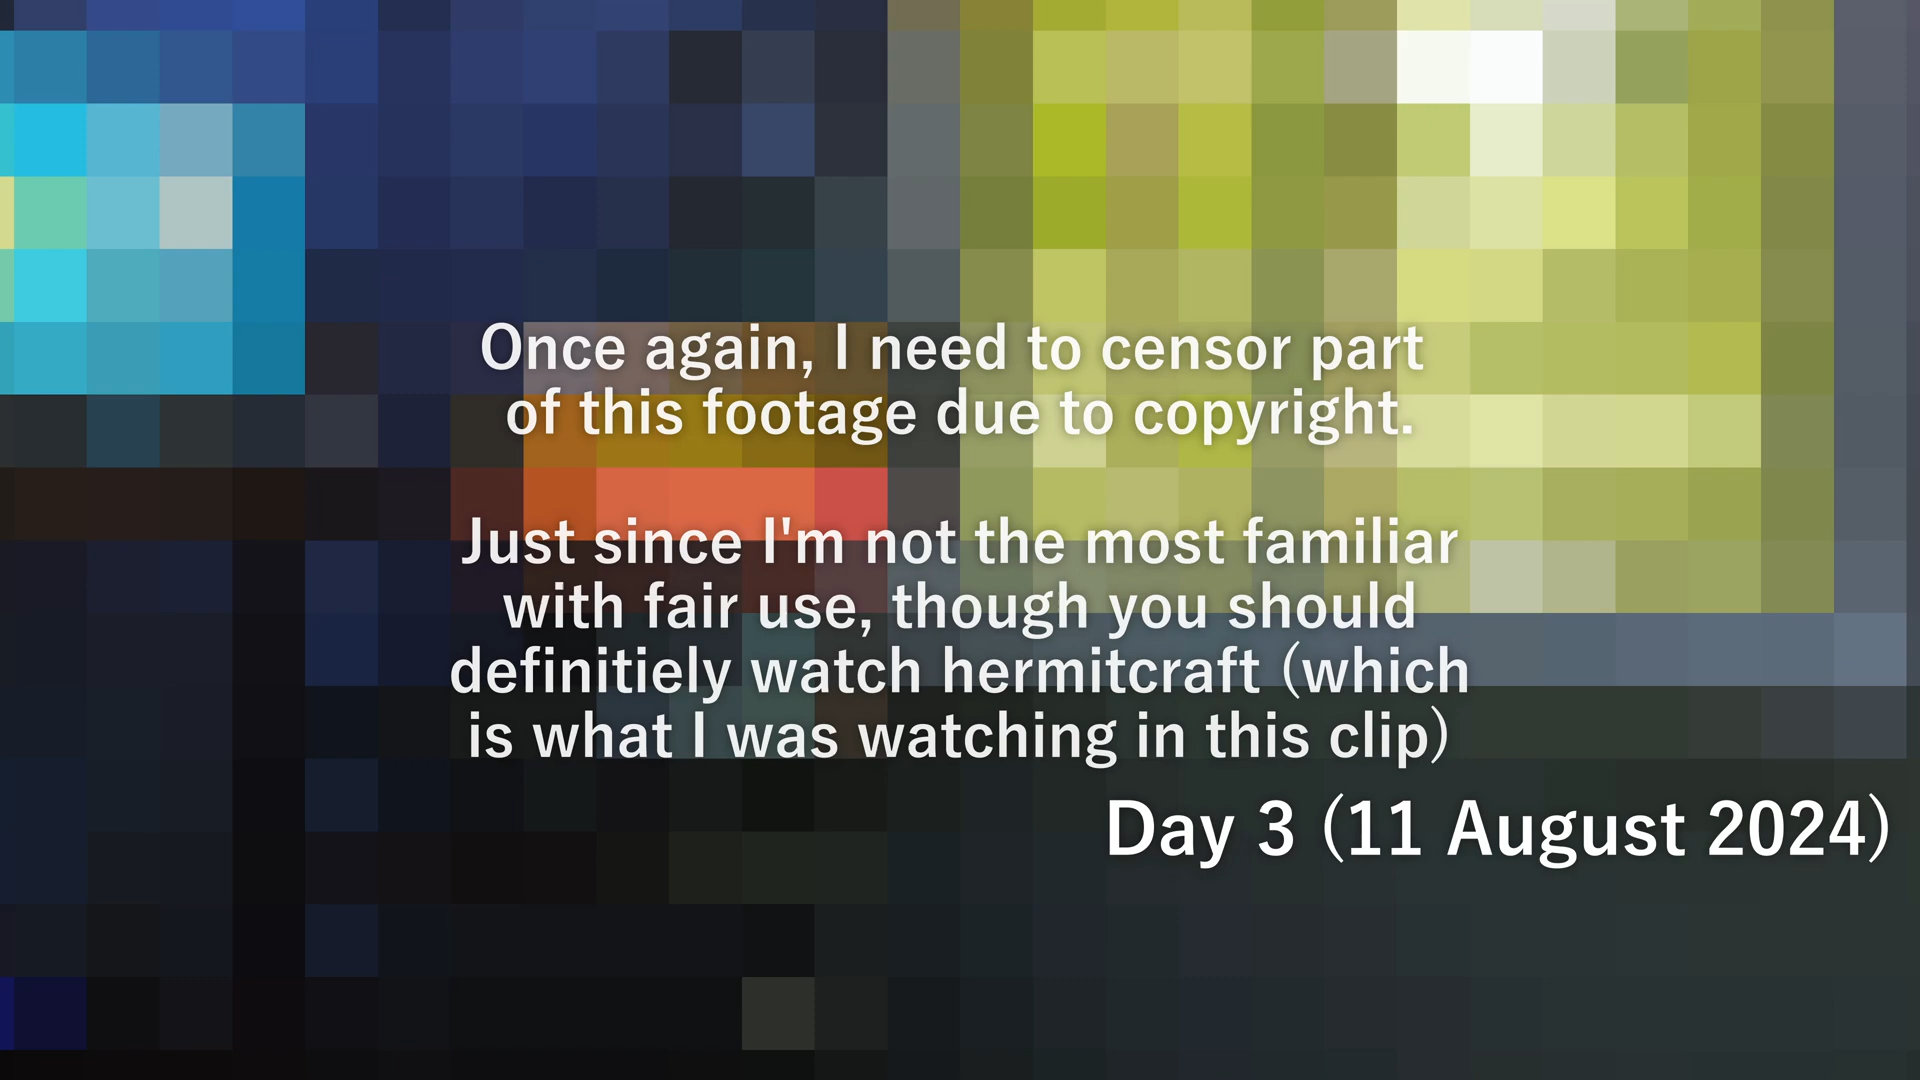 Once again, I need to censor part
of this footage due to copyright.
Just since I'm not the most familiar
with fair use, though you should
definitiely watch hermitcraft (which
is what I was watching in this clip)
Day 3 (11 August 2024)